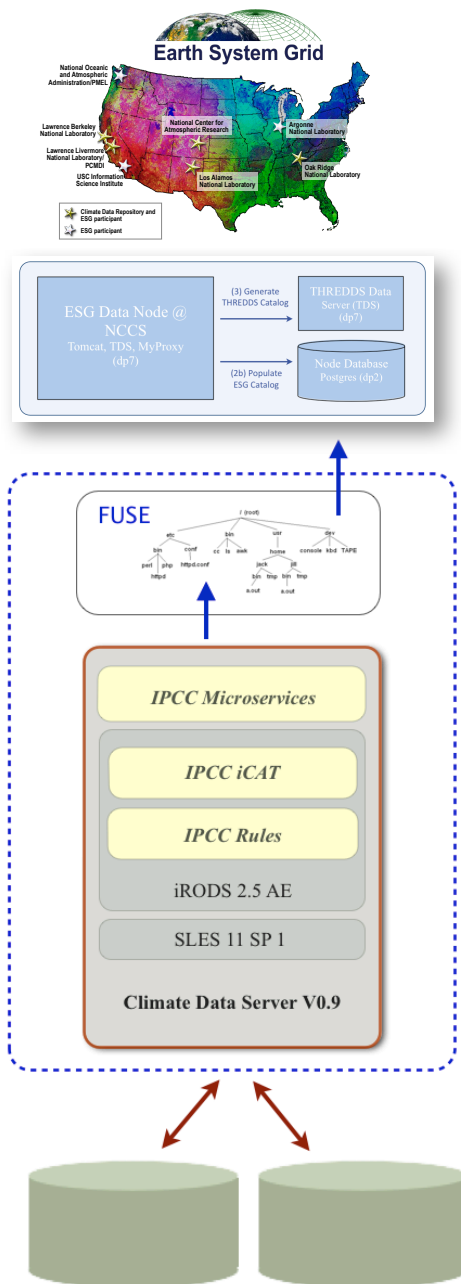 Earth System Grid
National Oceanic
and Atmospheric
Administration/PMEL
National Center for
Atmospheric Research
Argonne
National Laboratory
Lawrence Berkeley
National Laboratory
Lawrence Livermore
National Laboratory/
PCMDI
USC Information
Science Institute
Los Alamos
National Laboratory
Oak Ridge
National Laboratory
Climate Data Repository and
ESG participant
ESG participant
ESG Data Node @
NCCS
Tomcat, TDS, MyProxy
(dp7)
(3) Generate
THREDDS Catalog
THREDDS Data
Server (TDS)
(dp7)
(2b) Populate
ESG Catalog
Node Database
Postgres (dp2)
FUSE
/ (root)
etc bin usr dev
bin conf cc ls awk home console kbd TAPE
perl php httpd.conf jack jill
httpd bin tmp bin tmp
a.out a.out
IPCC Microservices
IPCC iCAT
IPCC Rules
iRODS 2.5 AE
SLES 11 SP 1
Climate Data Server V0.9